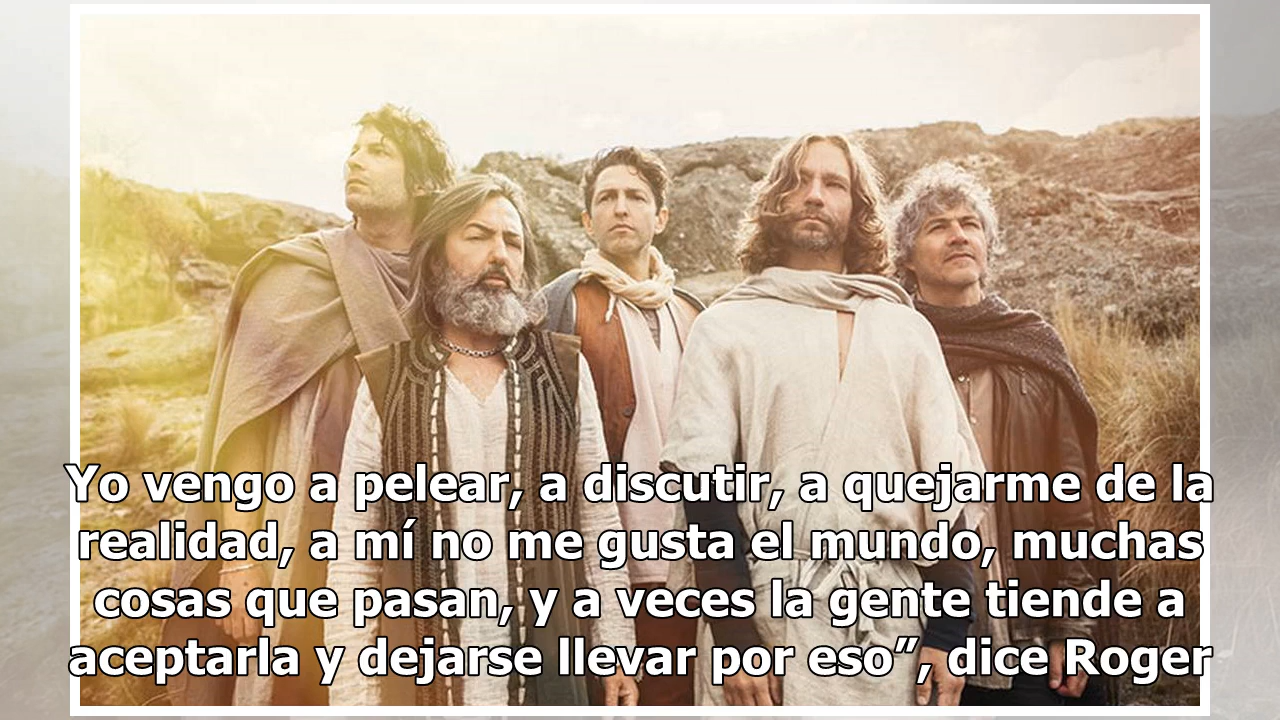 Yo vengo a pelear, a discutir, a quejarme de la
realidad, a mí no me gusta el mundo, muchas
cosas que pasan, y a veces la gente tiende a
aceptarla y dejarse llevar por eso”, dice Roger